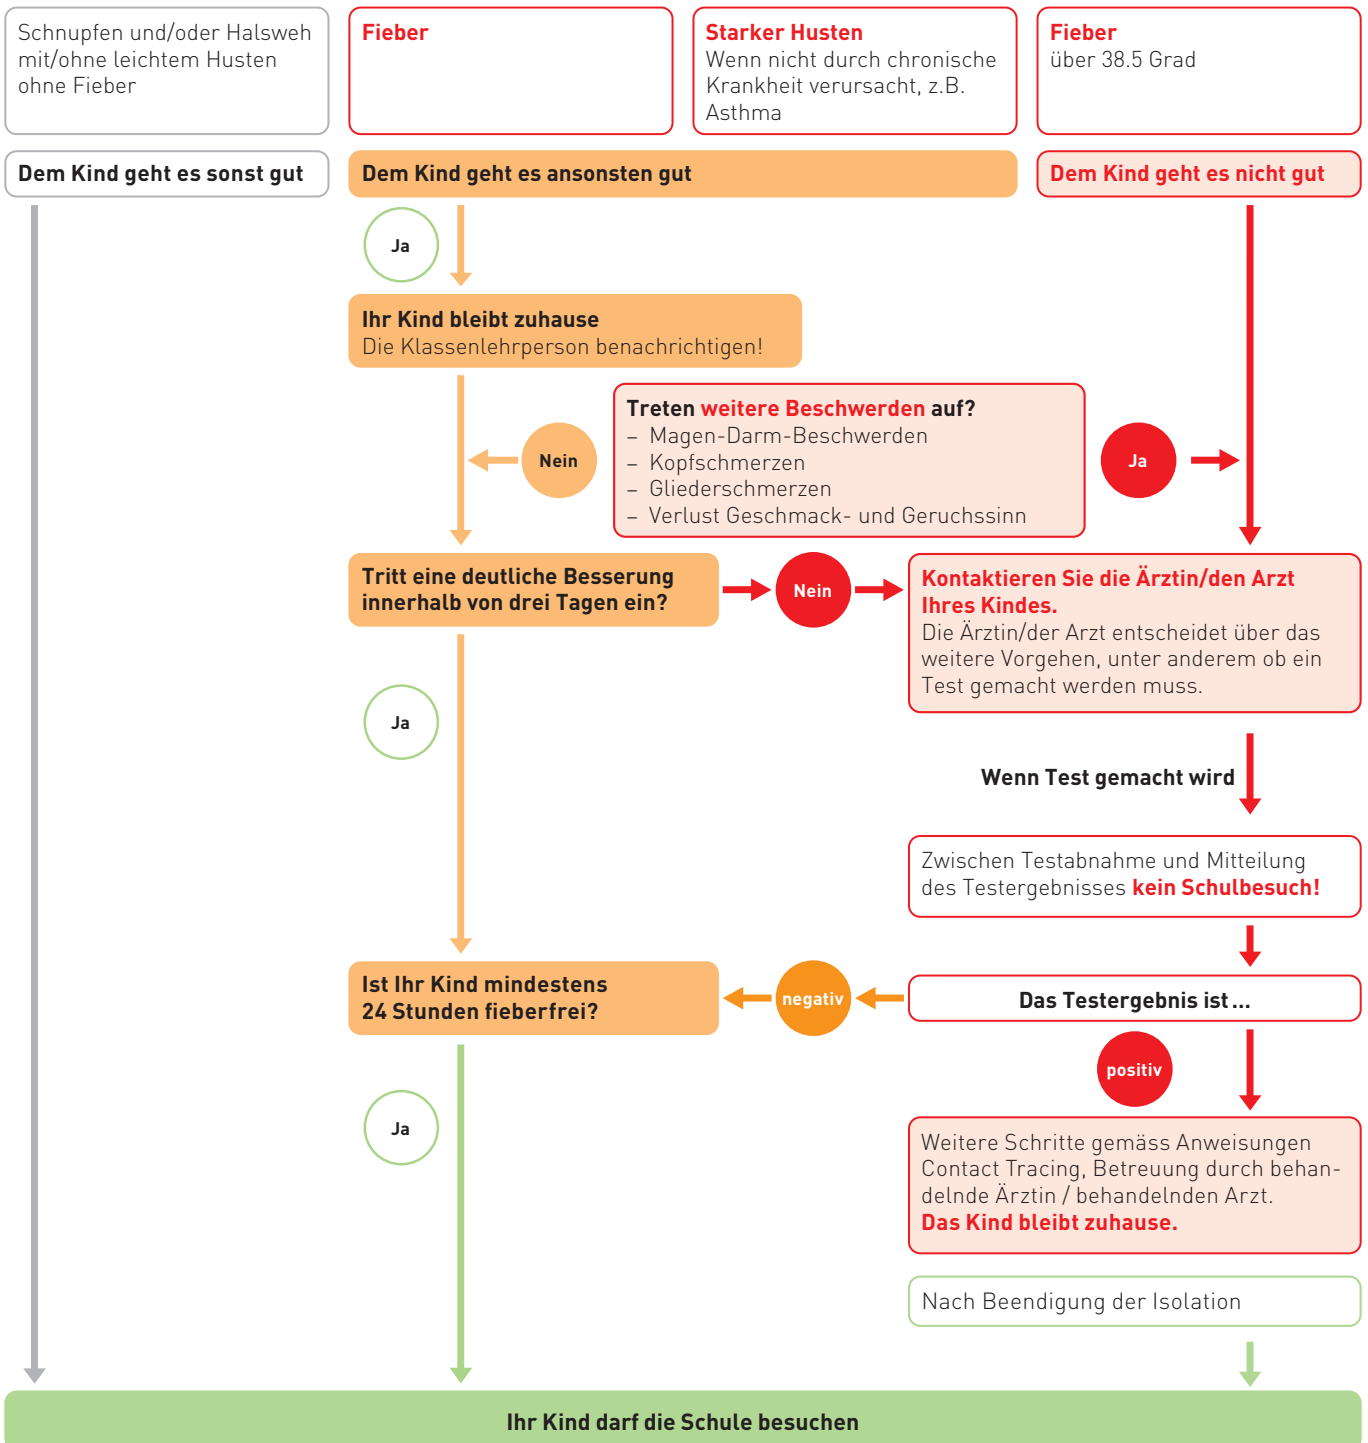 Schnupfen und/oder Halsweh
mit/ohne leichtem Husten
ohne Fieber
Fieber
Starker Husten
Wenn nicht durch chronische
Krankheit verursacht, z.B.
Asthma
Fieber
über 38.5 Grad
Dem Kind geht es sonst gut
Dem Kind geht es ansonsten gut
Dem Kind geht es nicht gut
Ja
Ihr Kind bleibt zuhause
Die Klassenlehrperson benachrichtigen!
Treten weitere Beschwerden auf?
– Magen-Darm-Beschwerden
– Kopfschmerzen
– Gliederschmerzen
– Verlust Geschmack- und Geruchssinn
Nein
Ja
Tritt eine deutliche Besserung
innerhalb von drei Tagen ein?
Nein
Kontaktieren Sie die Ärztin/den Arzt
Ihres Kindes.
Die Ärztin/der Arzt entscheidet über das
weitere Vorgehen, unter anderem ob ein
Test gemacht werden muss.
Ja
Wenn Test gemacht wird
Zwischen Testabnahme und Mitteilung
des Testergebnisses kein Schulbesuch!
Ist Ihr Kind mindestens
24 Stunden fieberfrei?
negativ
Das Testergebnis ist ...
positiv
Ja
Weitere Schritte gemäss Anweisungen
Contact Tracing, Betreuung durch behan-
delnde Ärztin / behandelnden Arzt.
Das Kind bleibt zuhause.
Nach Beendigung der Isolation
Ihr Kind darf die Schule besuchen